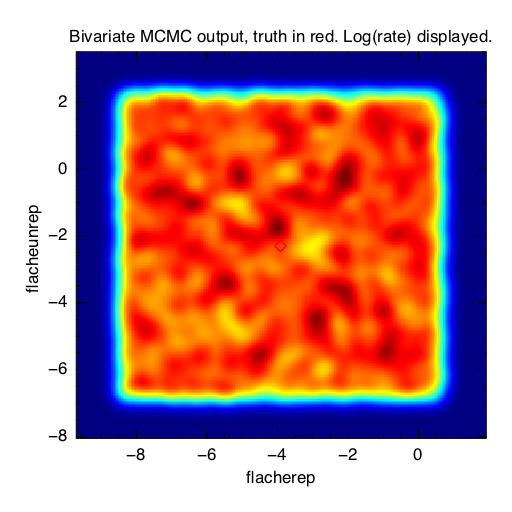 Bivariate MCMC output, truth in red. Log(rate) displayed.
2
0
−2
−4
−6
−8
flacheunrep
−8 −6 −4 −2 0
flacherep